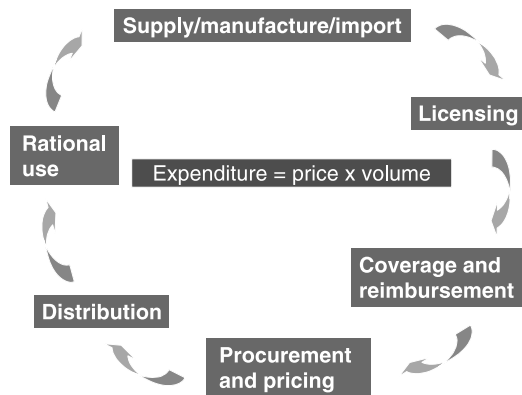 Supply/manufacture/import
Licensing
Rational
use
Expenditure = price x volume
Coverage and
reimbursement
Distribution
Procurement
and pricing